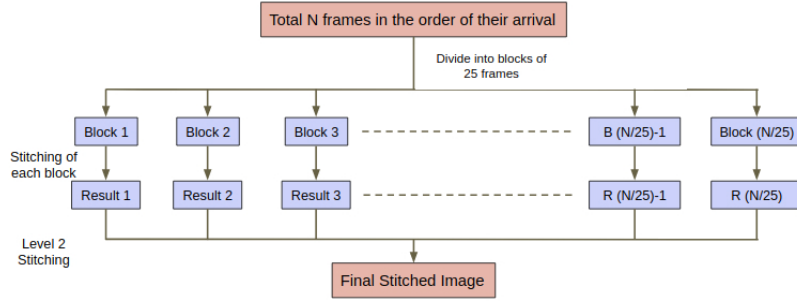 Total N frames in the order of their arrival
Divide into blocks of
25 frames
Block 1
Block 2
Block 3
B (N/25)-1
Block (N/25)
Stitching of
each block
Result 1
Result 2
Result 3
R (N/25)-1
R (N/25)
Level 2
Stitching
Final Stitched Image